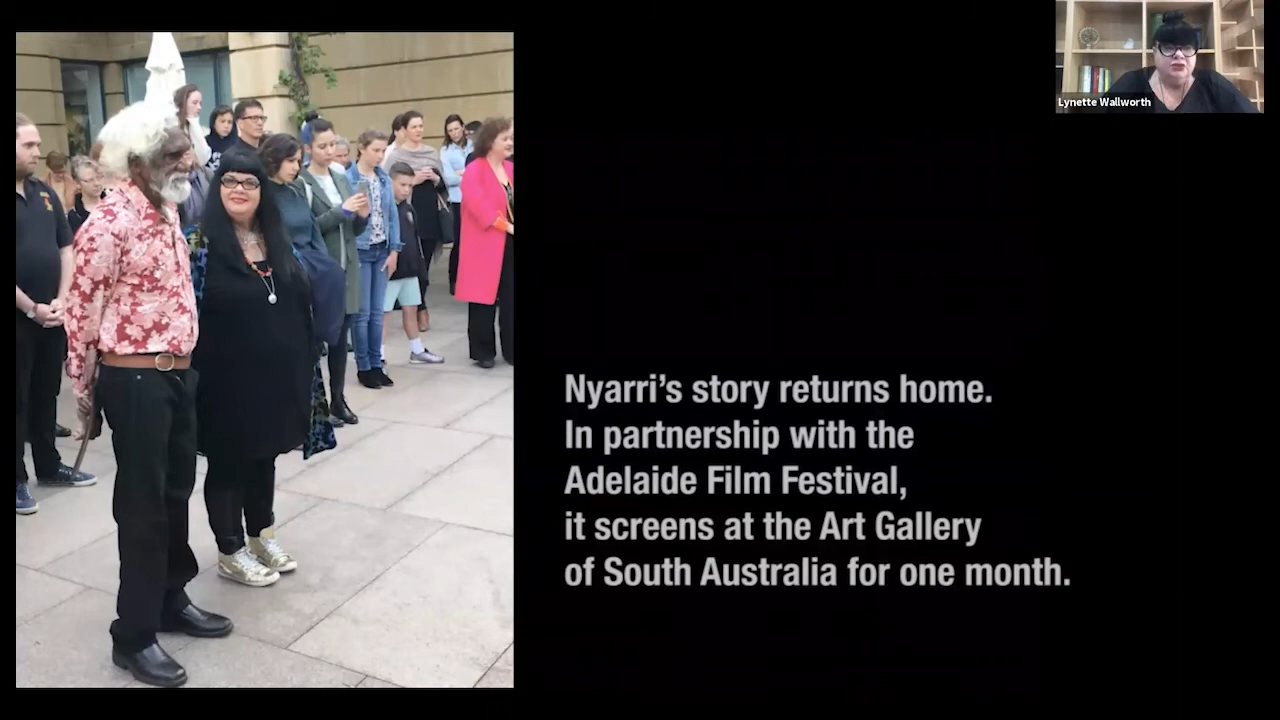 Lynette Wallworth
Nyarri’s story returns home.
In partnership with the
Adelaide Film Festival,
it screens at the Art Gallery
of South Australia for one month.